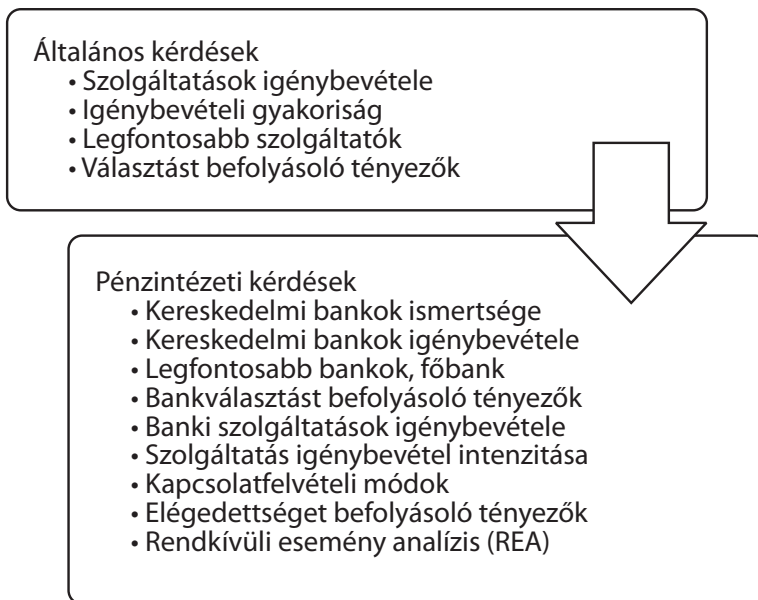 Általános kérdések
• Szolgáltatások igénybevétele
• Igénybevételi gyakoriság
• Legfontosabb szolgáltatók
• Választást befolyásoló tényezők
Pénzintézeti kérdések
• Kereskedelmi bankok ismertsége
• Kereskedelmi bankok igénybevétele
• Legfontosabb bankok, főbank
• Bankválasztást befolyásoló tényezők
• Banki szolgáltatások igénybevétele
• Szolgáltatás igénybevétel intenzitása
• Kapcsolatfelvételi módok
• Elégedettséget befolyásoló tényezők
• Rendkívüli esemény analízis (REA)